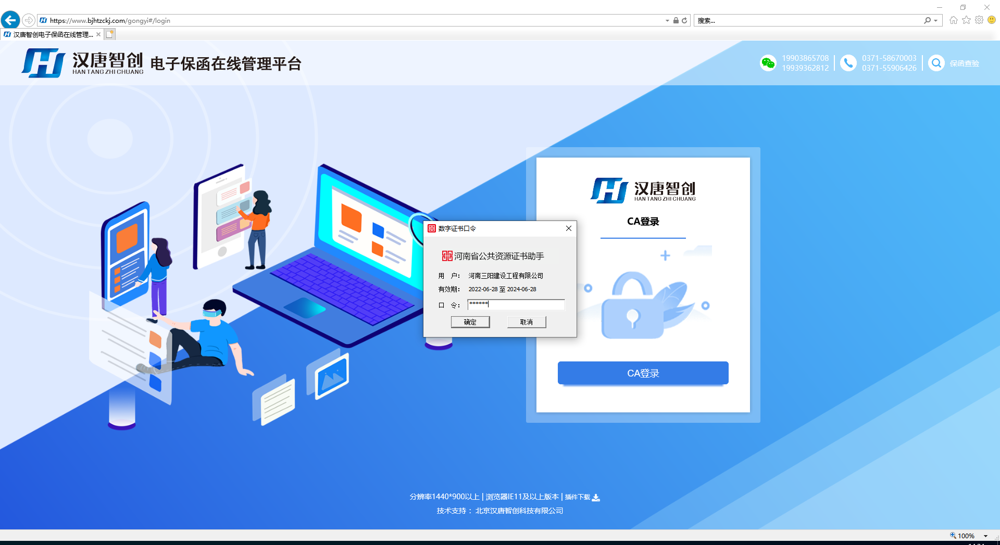 https://www.bjhtzckj.com/gongyi#/login
搜索...
汉唐智创电子保函在线管理...
汉唐智创
HAN TANG ZHI CHUANG
电子保函在线管理平台
19903865708
19939362812
0371-58670003
0371-55906426
保函查验
汉唐智创
HAN TANG ZHI CHUANG
CA登录
数字证书口令
河南省公共资源证书助手
用 户： 河南三阳建设工程有限公司
有效期： 2022-06-28 至 2024-06-28
口 令： ******
确定
取消
CA登录
分辨率1440*900以上 | 浏览器IE11及以上版本 | 插件下载
技术支持： 北京汉唐智创科技有限公司
100%